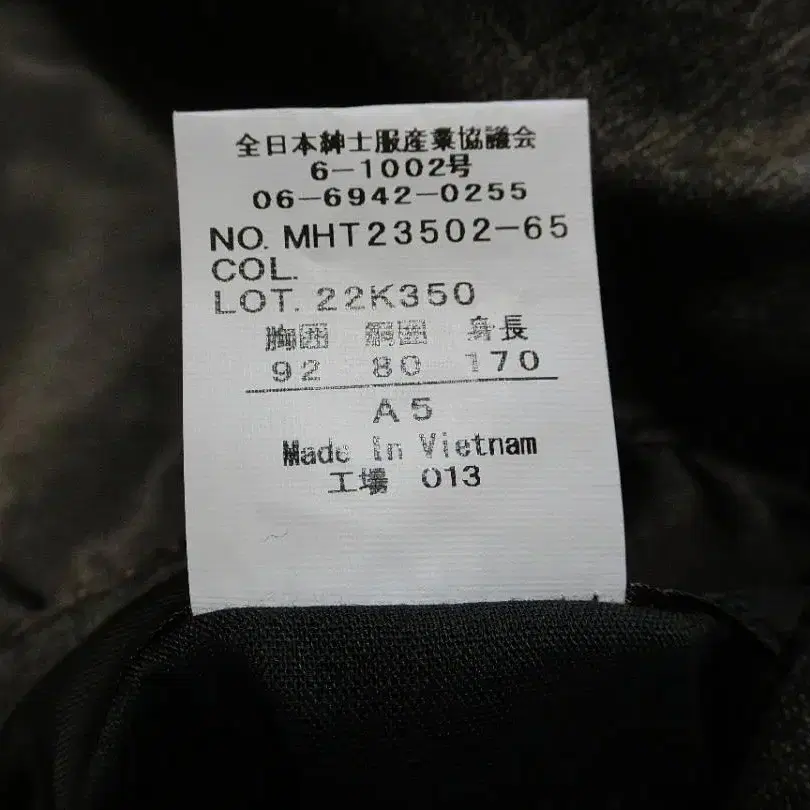 全日本紳士服産業協議会
6-1002号
06-6942-0255
NO. MHT23502-65
COL.
LOT. 22K350
胸囲 胴囲 身長
92 80 170
A5
Made In Vietnam
工場 013